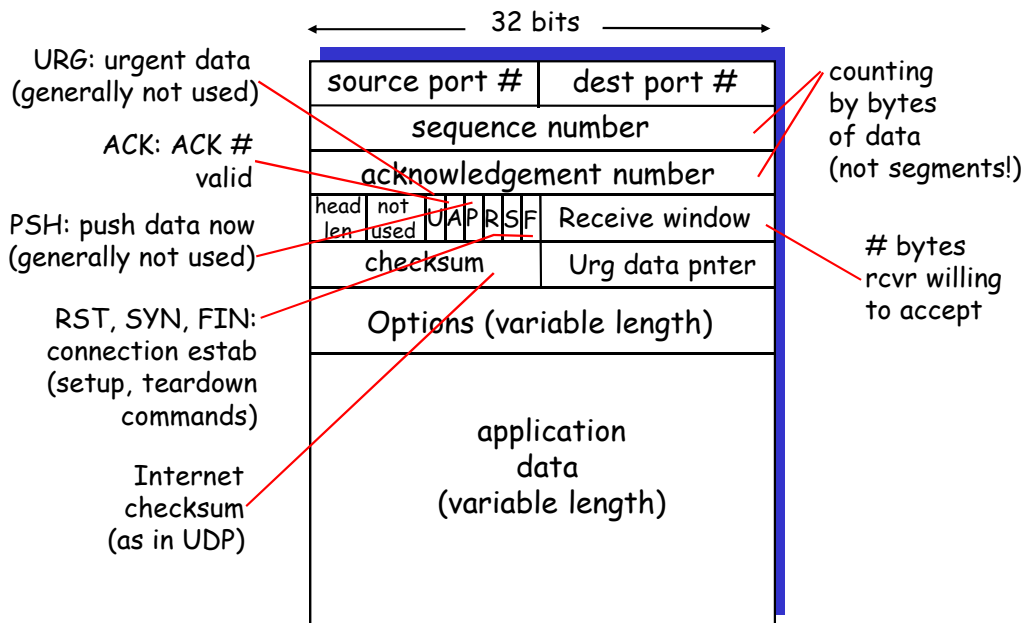 32 bits
URG: urgent data
(generally not used)
ACK: ACK #
valid
PSH: push data now
(generally not used)
RST, SYN, FIN:
connection estab
(setup, teardown
commands)
Internet
checksum
(as in UDP)
source port #
dest port #
sequence number
acknowledgement number
head
len
not
used
U
A
P
R
S
F
Receive window
checksum
Urg data pnter
Options (variable length)
application
data
(variable length)
counting
by bytes
of data
(not segments!)
# bytes
rcvr willing
to accept